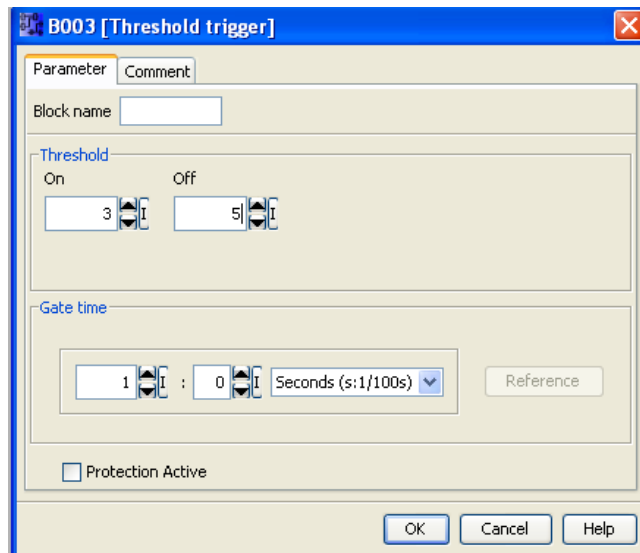 B003 [Threshold trigger]
Parameter Comment
Block name
Threshold
On Off
3 5
Gate time
1 : 0 Seconds (s:1/100s) Reference
Protection Active
OK Cancel Help